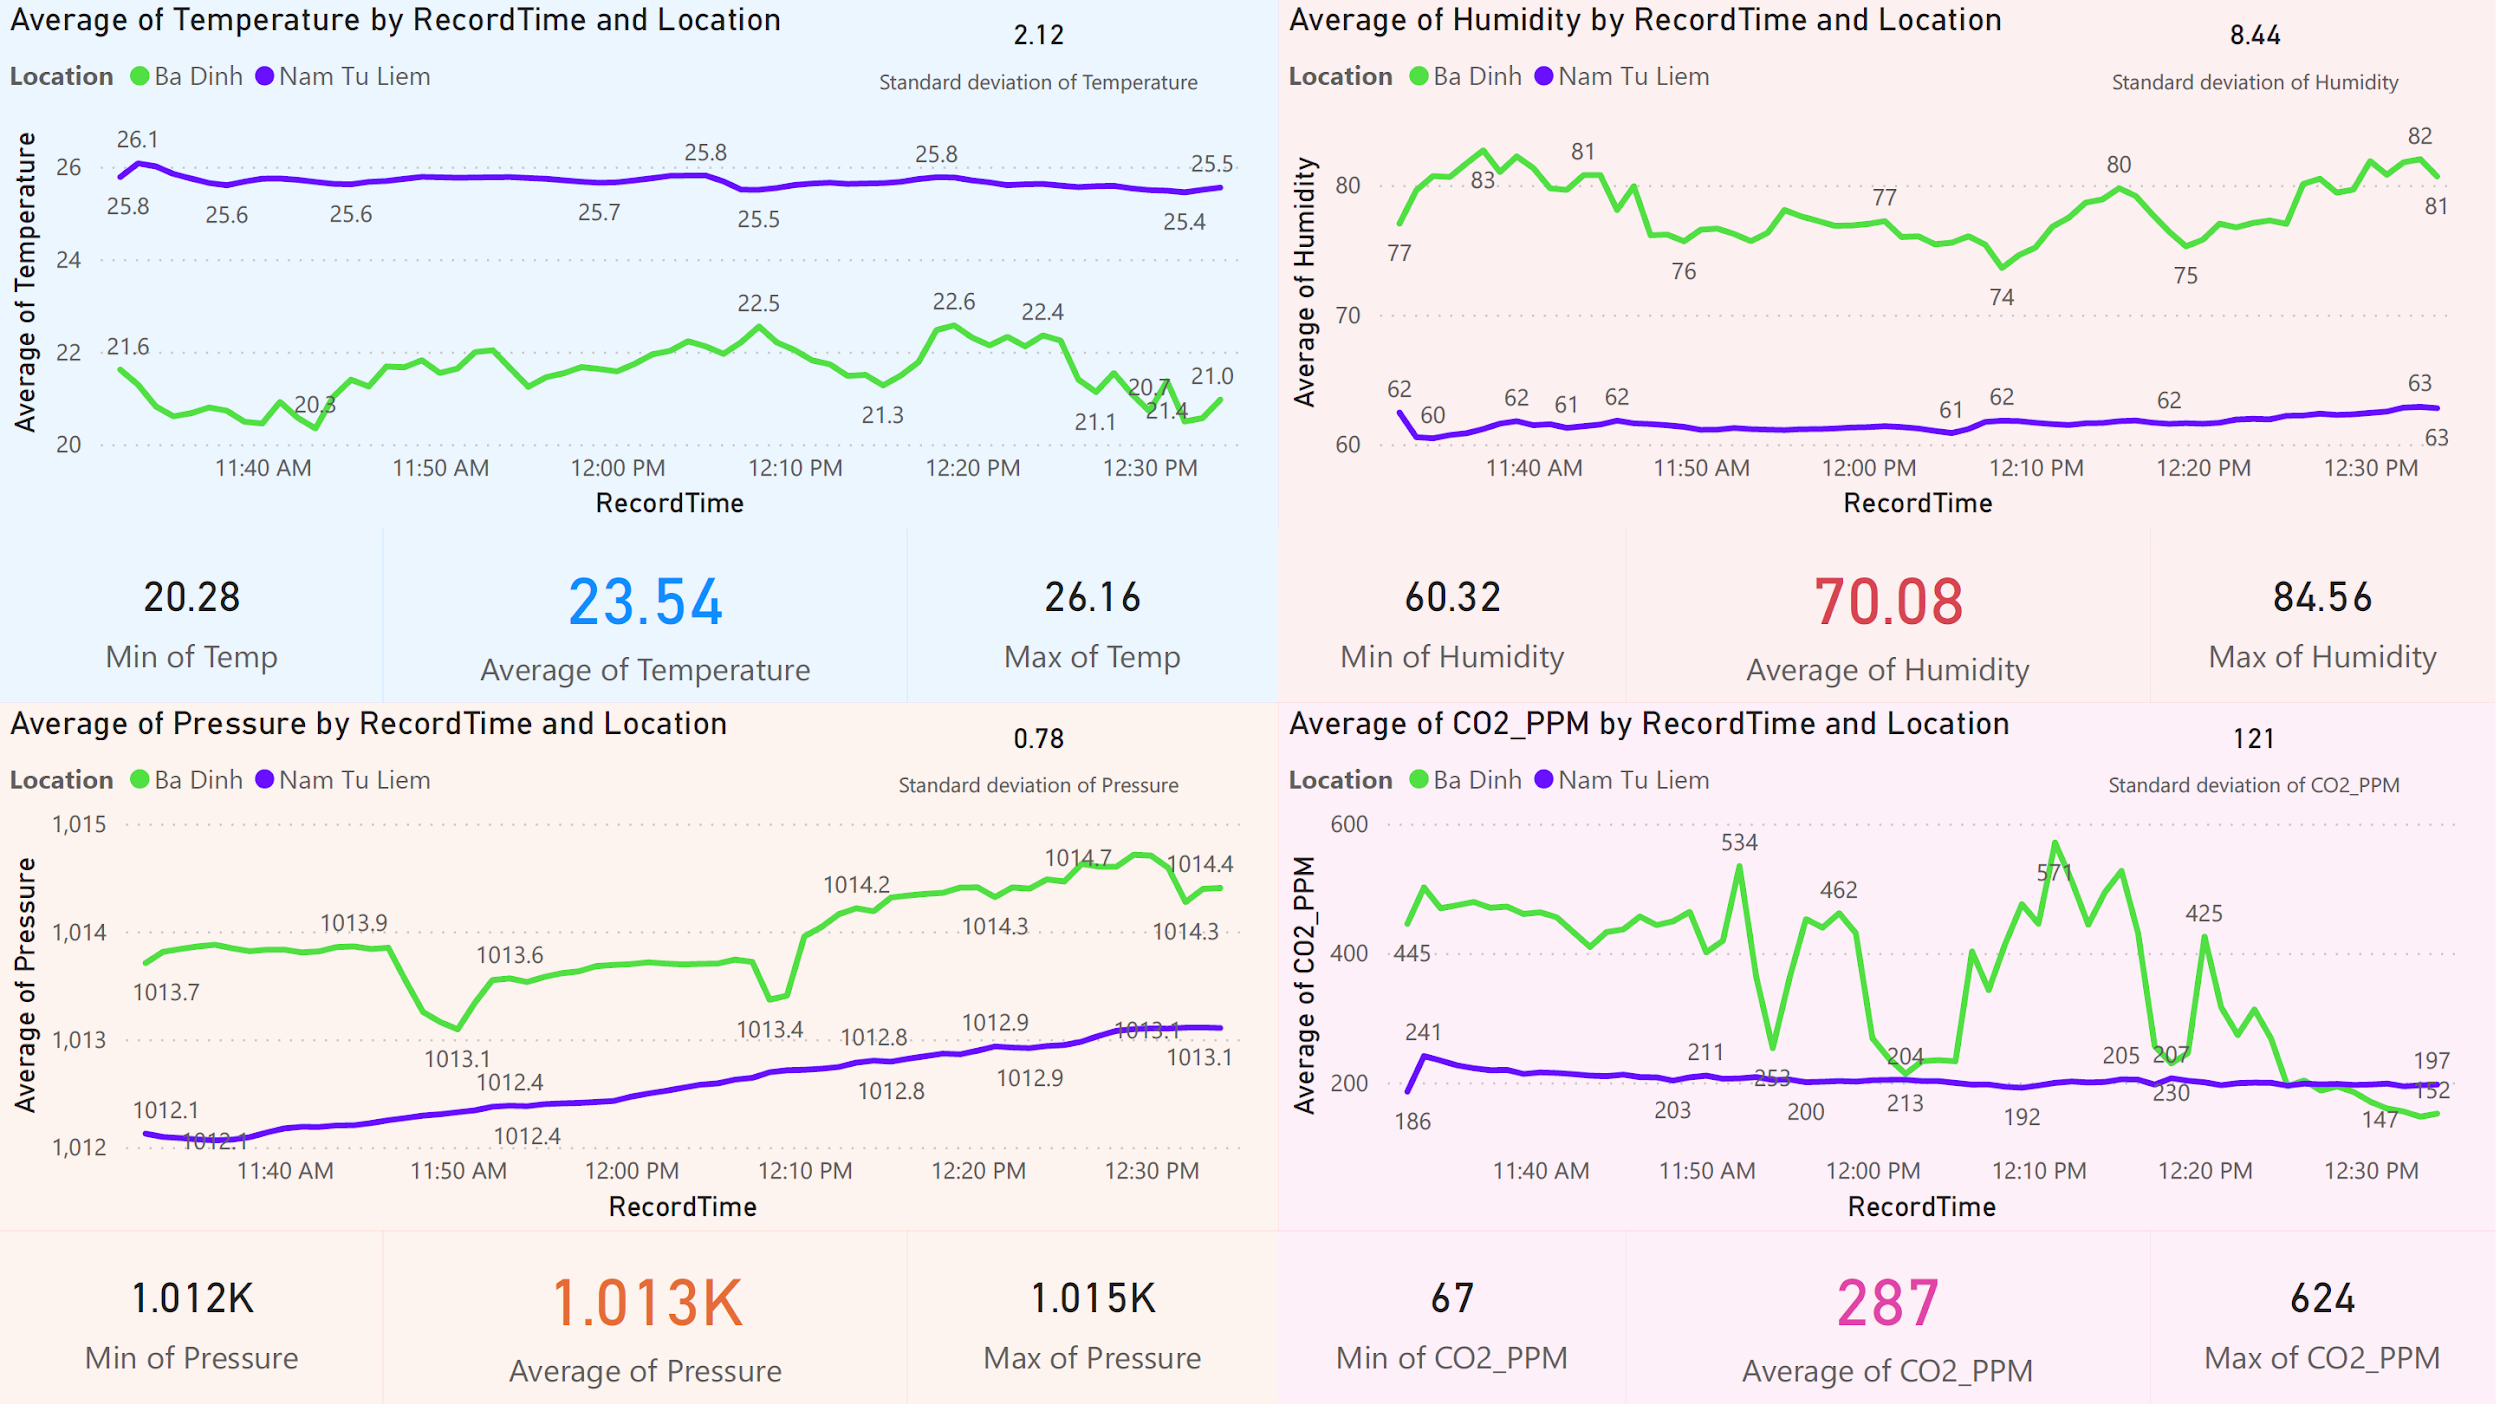 Average of Temperature by RecordTime and Location
2.12
Standard deviation of Temperature
Location Ba Dinh Nam Tu Liem
Average of Temperature
26
24
22
20
26.1
25.8
25.6
25.6
25.7
25.8
25.5
25.8
25.5
25.4
21.6
20.3
22.5
21.3
22.6
22.4
21.1
20.7
21.4
21.0
11:40 AM 11:50 AM 12:00 PM 12:10 PM 12:20 PM 12:30 PM
RecordTime
20.28
Min of Temp
23.54
Average of Temperature
26.16
Max of Temp
Average of Humidity by RecordTime and Location
8.44
Standard deviation of Humidity
Location Ba Dinh Nam Tu Liem
Average of Humidity
80
70
60
77
83
81
76
77
74
80
75
82
81
62
60
62
61
62
61
62
62
63
63
11:40 AM 11:50 AM 12:00 PM 12:10 PM 12:20 PM 12:30 PM
RecordTime
60.32
Min of Humidity
70.08
Average of Humidity
84.56
Max of Humidity
Average of Pressure by RecordTime and Location
0.78
Standard deviation of Pressure
Location Ba Dinh Nam Tu Liem
Average of Pressure
1,015
1,014
1,013
1,012
1013.7
1013.9
1013.1
1013.6
1013.4
1014.2
1014.3
1014.7
1014.4
1014.3
1012.1
1012.1
1012.4
1012.4
1012.8
1012.8
1012.9
1012.9
1013.1
1013.1
11:40 AM 11:50 AM 12:00 PM 12:10 PM 12:20 PM 12:30 PM
RecordTime
1.012K
Min of Pressure
1.013K
Average of Pressure
1.015K
Max of Pressure
Average of CO2_PPM by RecordTime and Location
121
Standard deviation of CO2_PPM
Location Ba Dinh Nam Tu Liem
Average of CO2_PPM
600
400
200
445
534
253
462
213
571
230
425
147
152
186
241
203
211
200
204
192
205
207
197
11:40 AM 11:50 AM 12:00 PM 12:10 PM 12:20 PM 12:30 PM
RecordTime
67
Min of CO2_PPM
287
Average of CO2_PPM
624
Max of CO2_PPM